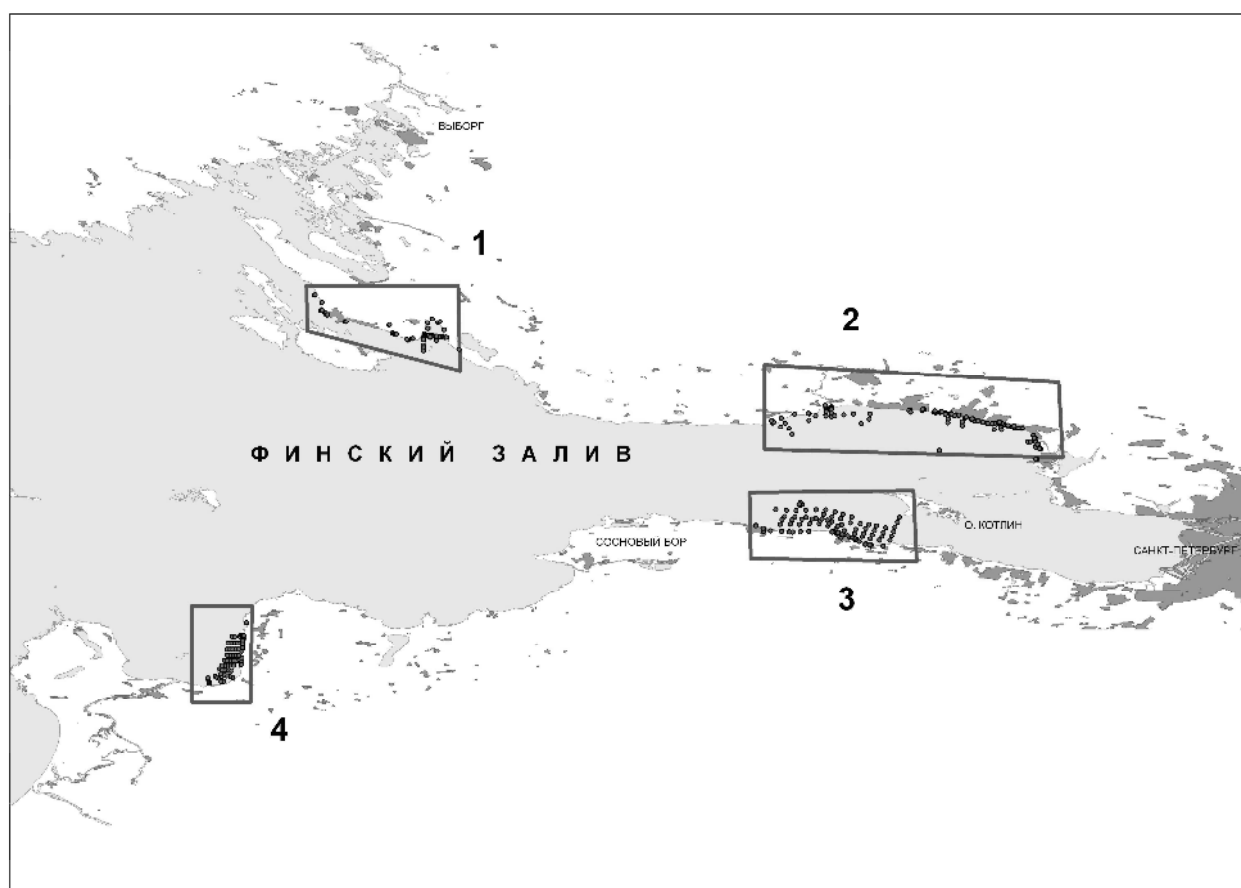 ВЫБОРГ
1
2
ФИНСКИЙ ЗАЛИВ
О. КОТЛИН
СОСНОВЫЙ БОР
САНКТ-ПЕТЕРБУРГ
3
4